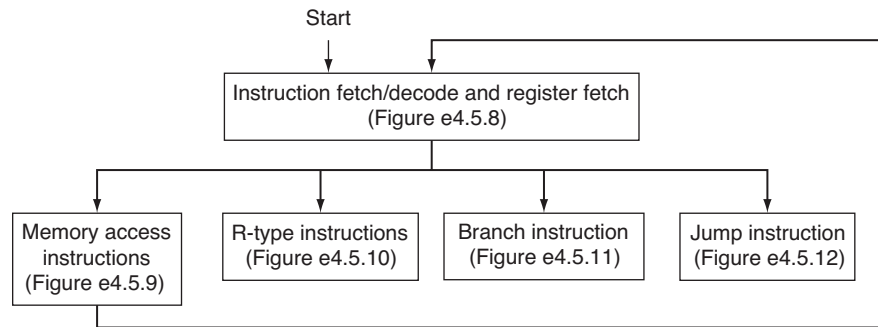 Start
Instruction fetch/decode and register fetch
(Figure e4.5.8)
Memory access
instructions
(Figure e4.5.9)
R-type instructions
(Figure e4.5.10)
Branch instruction
(Figure e4.5.11)
Jump instruction
(Figure e4.5.12)